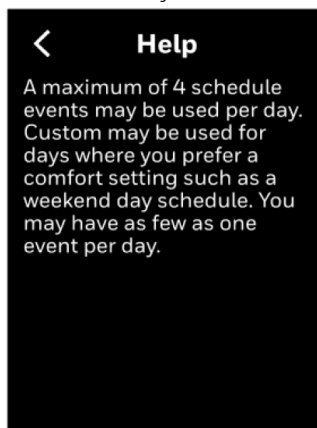 Help
A maximum of 4 schedule
events may be used per day.
Custom may be used for
days where you prefer a
comfort setting such as a
weekend day schedule. You
may have as few as one
event per day.